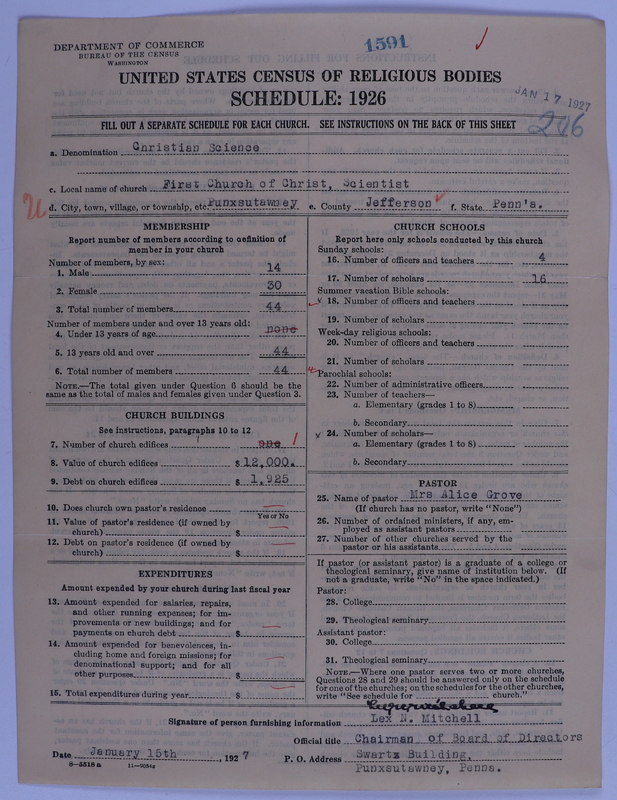 DEPARTMENT OF COMMERCE
BUREAU OF THE CENSUS
WASHINGTON
1591
UNITED STATES CENSUS OF RELIGIOUS BODIES
SCHEDULE: 1926
JAN 17 1927
206
FILL OUT A SEPARATE SCHEDULE FOR EACH CHURCH. SEE INSTRUCTIONS ON THE BACK OF THIS SHEET
a. Denomination Christian Science
c. Local name of church First Church of Christ, Scientist
d. City, town, village, or township, etc. Punxsutawney e. County Jefferson f. State Penn'a.
MEMBERSHIP
Report number of members according to definition of
member in your church
Number of members, by sex:
1. Male 14
2. Female 30
3. Total number of members 44
Number of members under and over 13 years old:
4. Under 13 years of age none
5. 13 years old and over 44
6. Total number of members 44
NOTE.—The total given under Question 6 should be the
same as the total of males and females given under Question 3.
CHURCH BUILDINGS
See instructions, paragraphs 10 to 12
7. Number of church edifices one 1
8. Value of church edifices $12,000.
9. Debt on church edifices $ 1,925
10. Does church own pastor's residence
Yes or No
11. Value of pastor's residence (if owned by
church) $
12. Debt on pastor's residence (if owned by
church) $
EXPENDITURES
Amount expended by your church during last fiscal year
13. Amount expended for salaries, repairs,
and other running expenses; for im-
provements or new buildings; and for
payments on church debt $
14. Amount expended for benevolences, in-
cluding home and foreign missions; for
denominational support; and for all
other purposes $
15. Total expenditures during year $
CHURCH SCHOOLS
Report here only schools conducted by this church
Sunday schools:
16. Number of officers and teachers 4
17. Number of scholars 16
Summer vacation Bible schools:
18. Number of officers and teachers
19. Number of scholars
Week-day religious schools:
20. Number of officers and teachers
21. Number of scholars
Parochial schools:
22. Number of administrative officers
23. Number of teachers—
a. Elementary (grades 1 to 8)
b. Secondary
24. Number of scholars—
a. Elementary (grades 1 to 8)
b. Secondary
PASTOR
25. Name of pastor Mrs Alice Grove
(If church has no pastor, write "None")
26. Number of ordained ministers, if any, em-
ployed as assistant pastors
27. Number of other churches served by the
pastor or his assistants
If pastor (or assistant pastor) is a graduate of a college or
theological seminary, give name of institution below. (If
not a graduate, write "No" in the space indicated.)
Pastor:
28. College
29. Theological seminary
Assistant pastor:
30. College
31. Theological seminary
NOTE.—Where one pastor serves two or more churches,
Questions 28 and 29 should be answered only on the schedule
for one of the churches; on the schedules for the other churches,
write "See schedule for church."
Signature of person furnishing information Lex N. Mitchell
Official title Chairman of Board of Directors
Date January 15th, 1927 P. O. Address Swartz Building,
Punxsutawney, Penna.
8—5518a